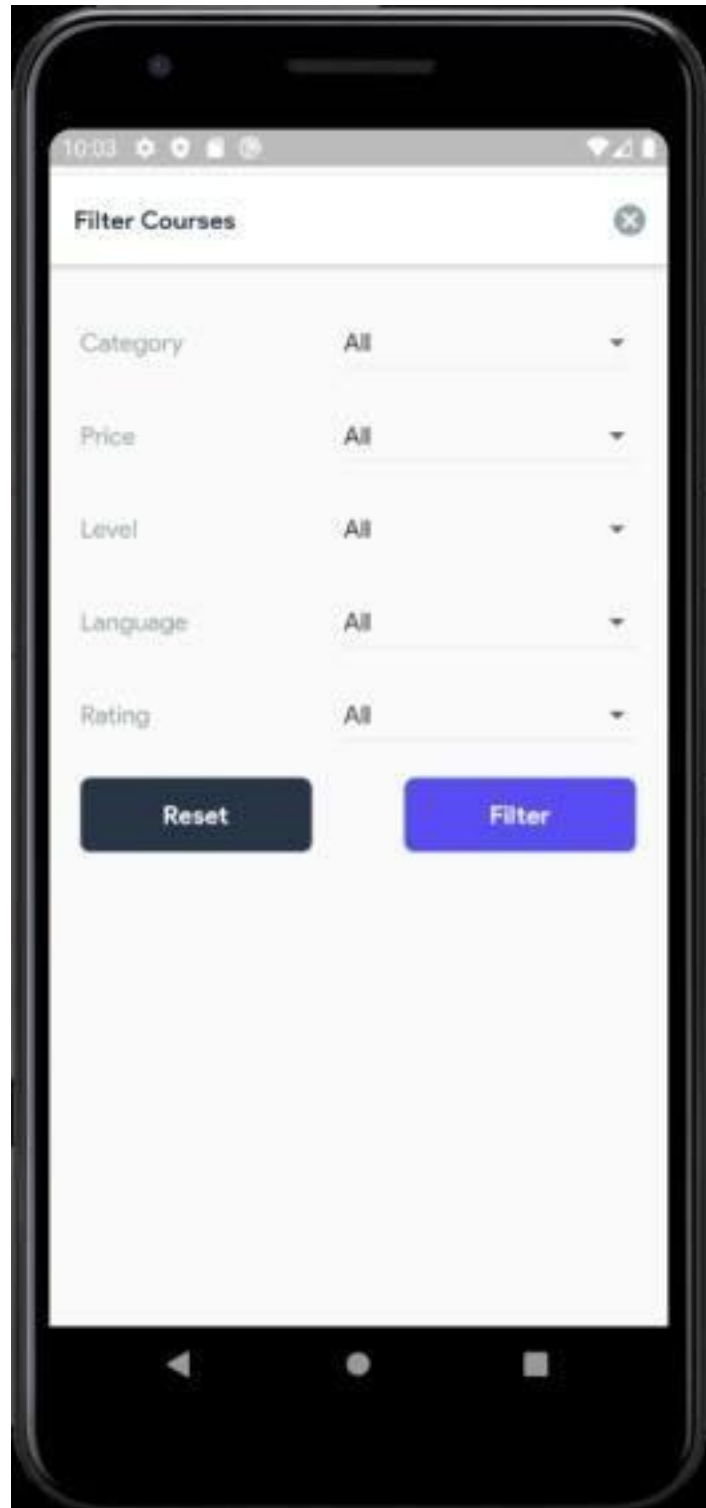 10:03
Filter Courses
Category All
Price All
Level All
Language All
Rating All
Reset Filter